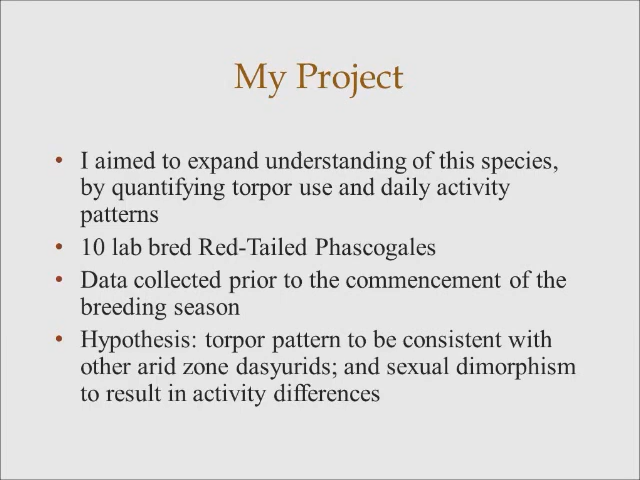 My Project
• I aimed to expand understanding of this species,
by quantifying torpor use and daily activity
patterns
• 10 lab bred Red-Tailed Phascogales
• Data collected prior to the commencement of the
breeding season
• Hypothesis: torpor pattern to be consistent with
other arid zone dasyurids; and sexual dimorphism
to result in activity differences